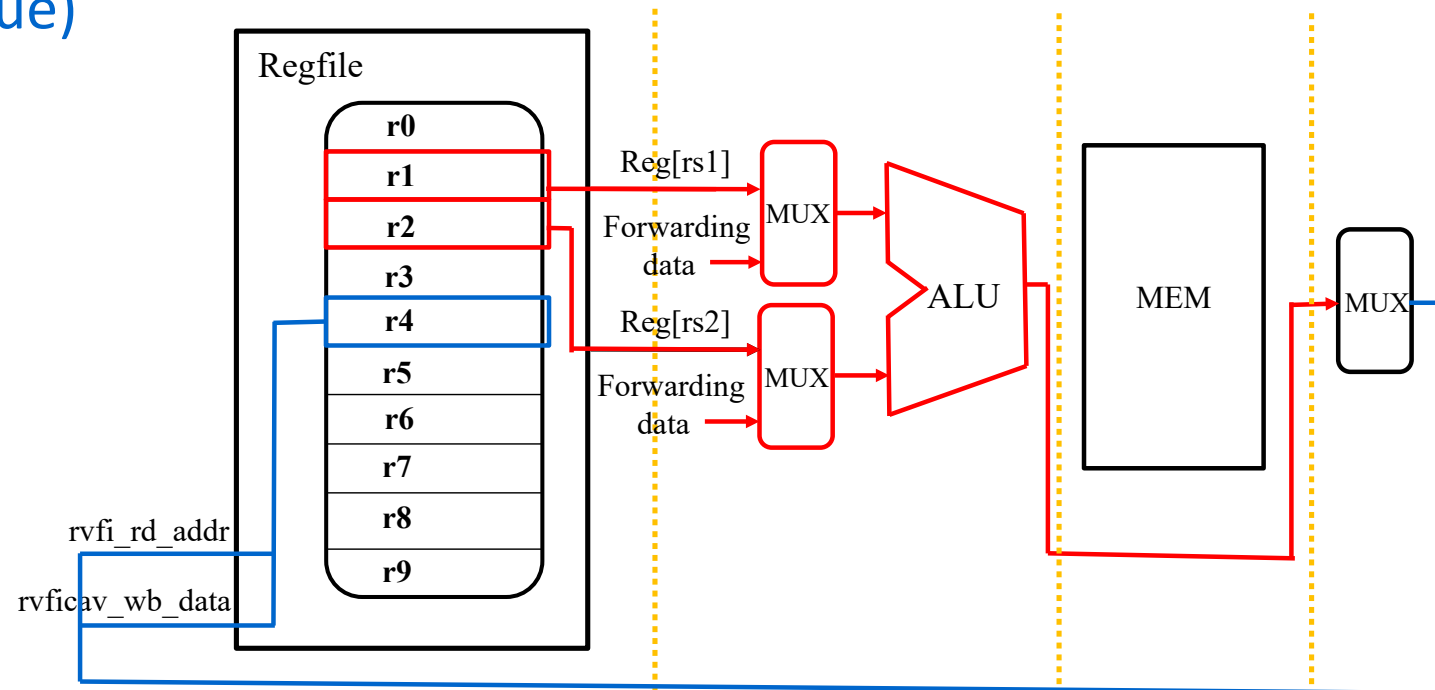 ue)
Regfile
r0
r1
r2
r3
r4
r5
r6
r7
r8
r9
rvfi_rd_addr
rvficav_wb_data
Reg[rs1]
Forwarding
data
Reg[rs2]
Forwarding
data
MUX
MUX
ALU
MEM
MUX